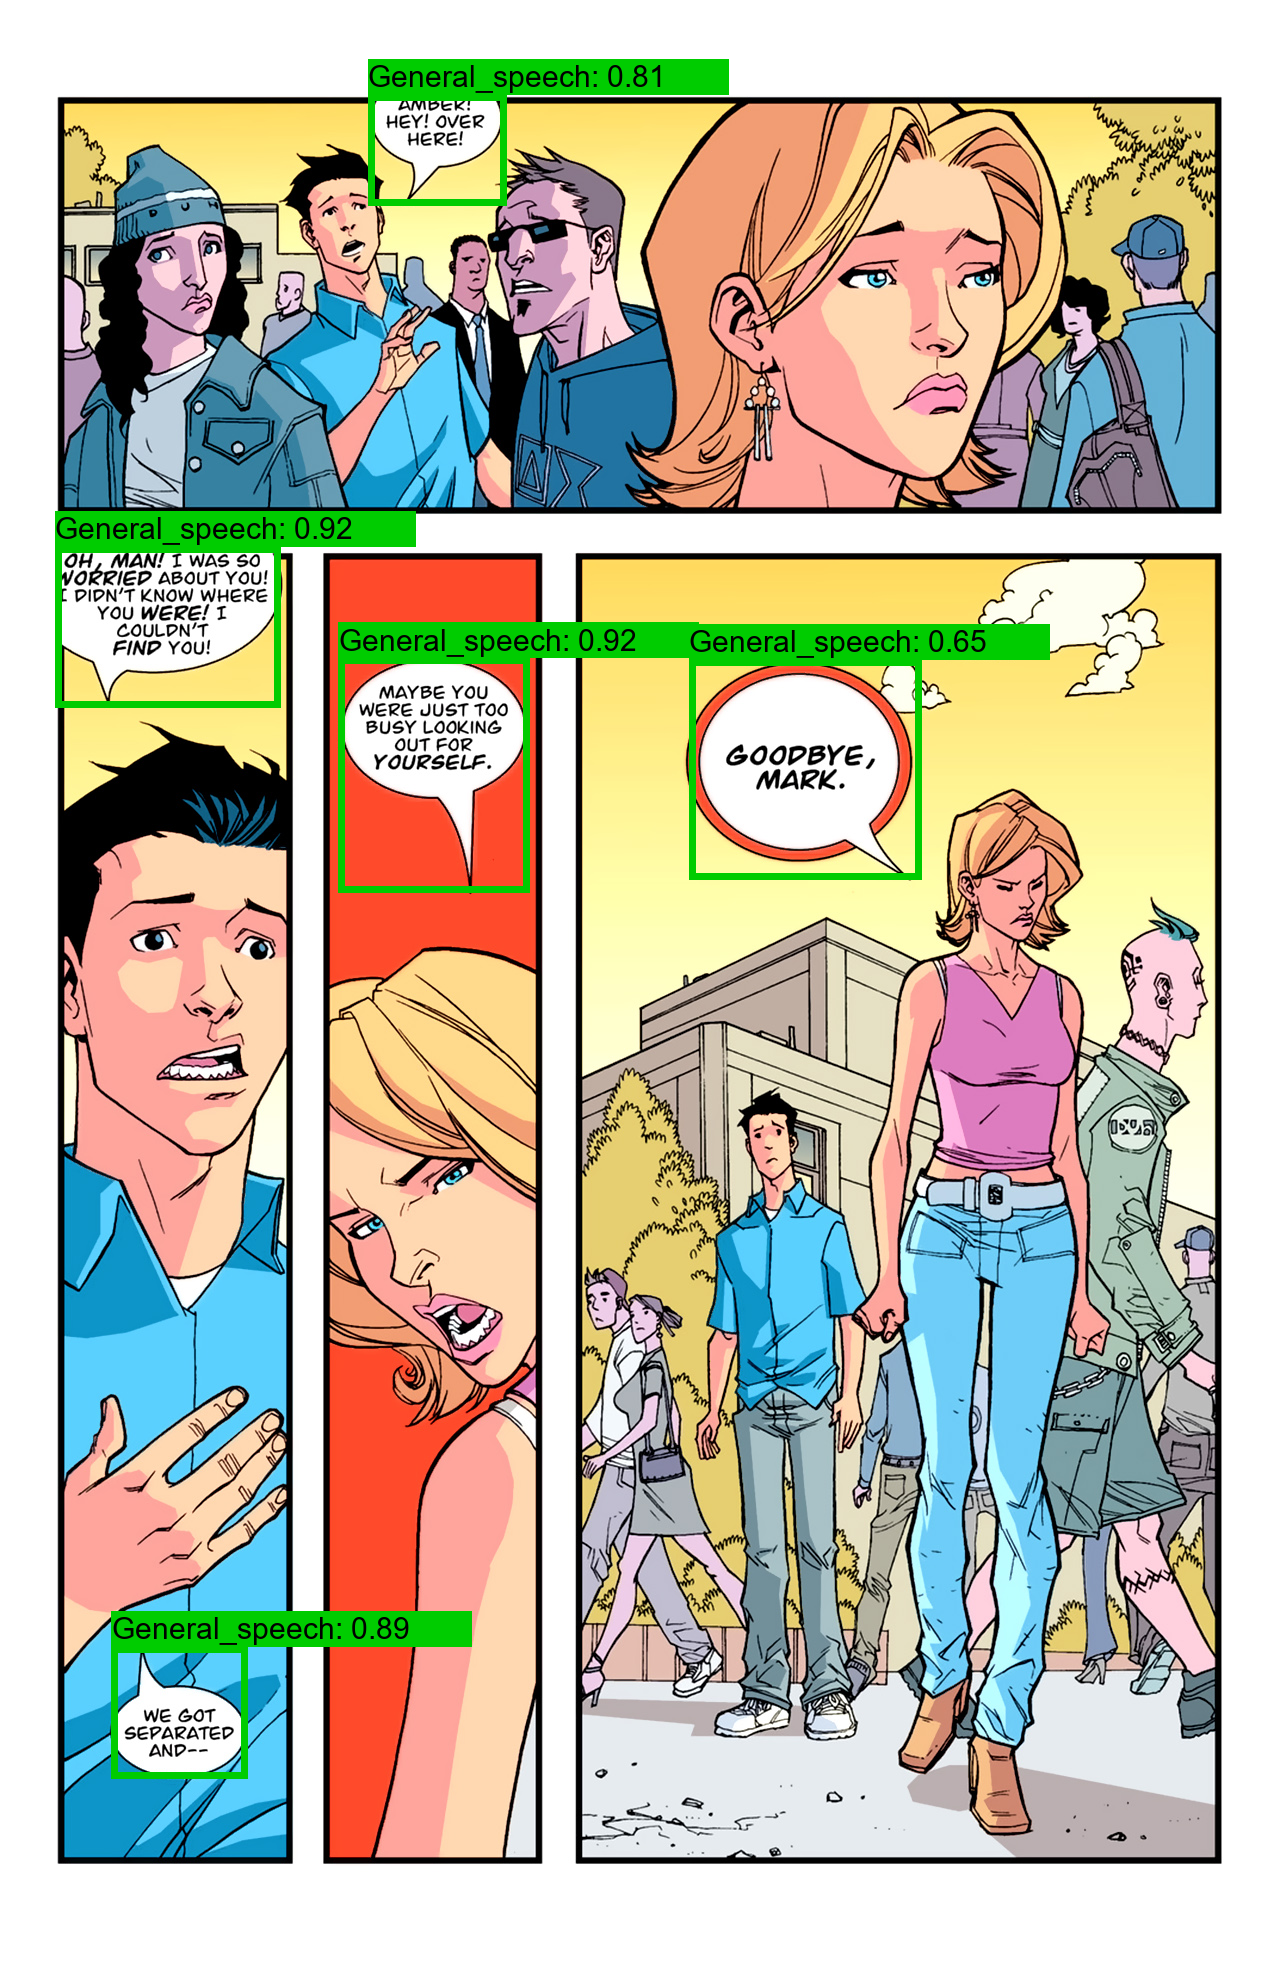 General_speech: 0.81
AMBER!
HEY! OVER
HERE!
General_speech: 0.92
OH, MAN! I WAS SO
WORRIED ABOUT YOU!
I DIDN'T KNOW WHERE
YOU WERE! I
COULDN'T
FIND YOU!
General_speech: 0.89
WE GOT
SEPARATED
AND--
General_speech: 0.92
MAYBE YOU
WERE JUST TOO
BUSY LOOKING
OUT FOR
YOURSELF.
General_speech: 0.65
GOODBYE,
MARK.